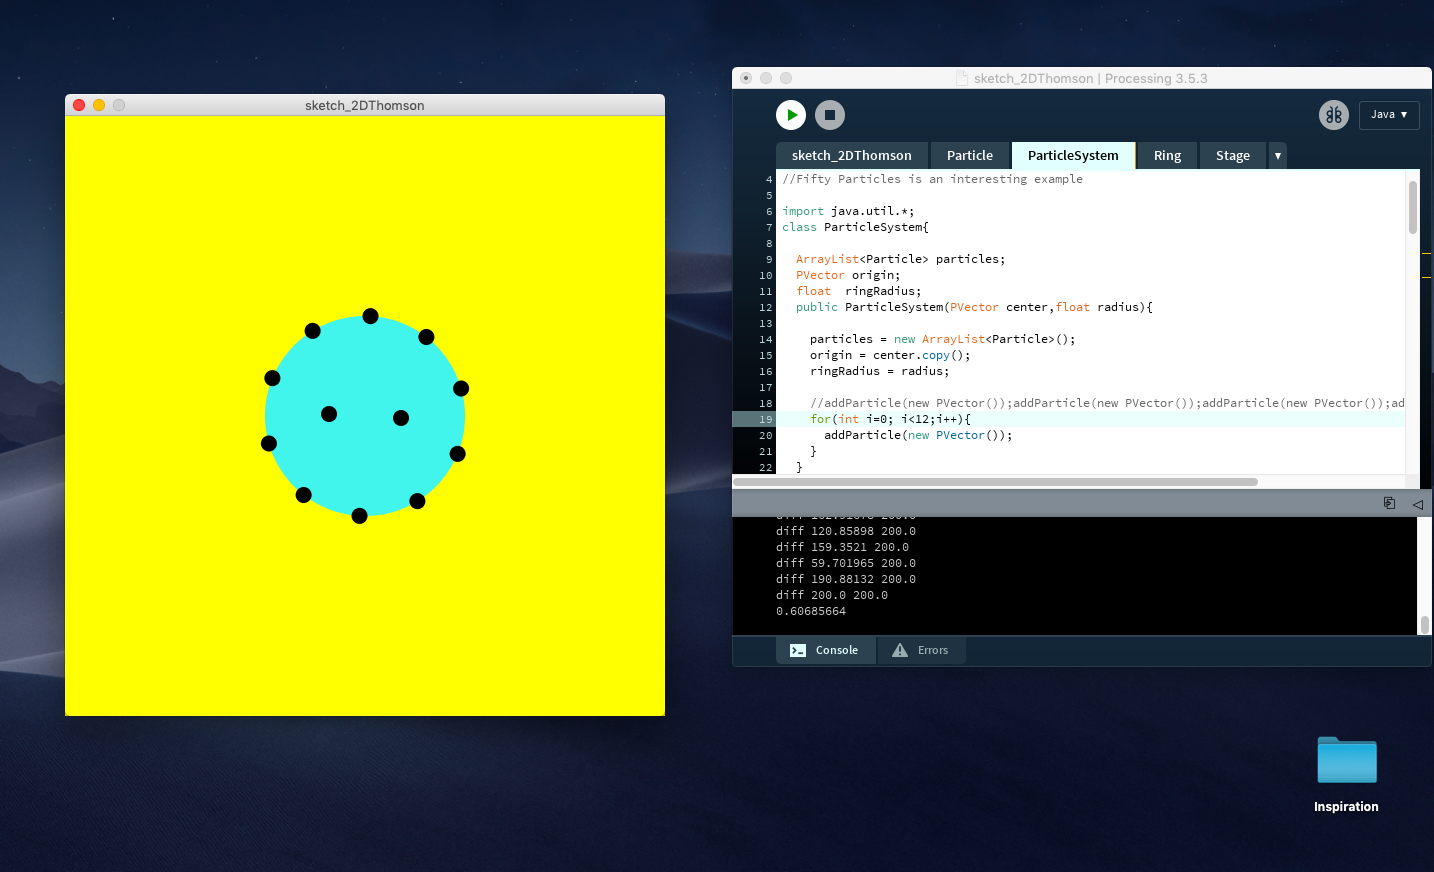 sketch_2DThomson
sketch_2DThomson | Processing 3.5.3
Java ▾
sketch_2DThomson Particle ParticleSystem Ring Stage ▾
4 //Fifty Particles is an interesting example
5
6 import java.util.*;
7 class ParticleSystem{
8
9 ArrayList<Particle> particles;
10 PVector origin;
11 float  ringRadius;
12 public ParticleSystem(PVector center,float radius){
13
14 particles = new ArrayList<Particle>();
15 origin = center.copy();
16 ringRadius = radius;
17
18 //addParticle(new PVector());addParticle(new PVector());addParticle(new PVector());ad
19 for(int i=0; i<12;i++){
20 addParticle(new PVector());
21 }
22 }
diff 120.85898 200.0
diff 159.3521 200.0
diff 59.701965 200.0
diff 190.88132 200.0
diff 200.0 200.0
0.60685664
Console Errors
Inspiration